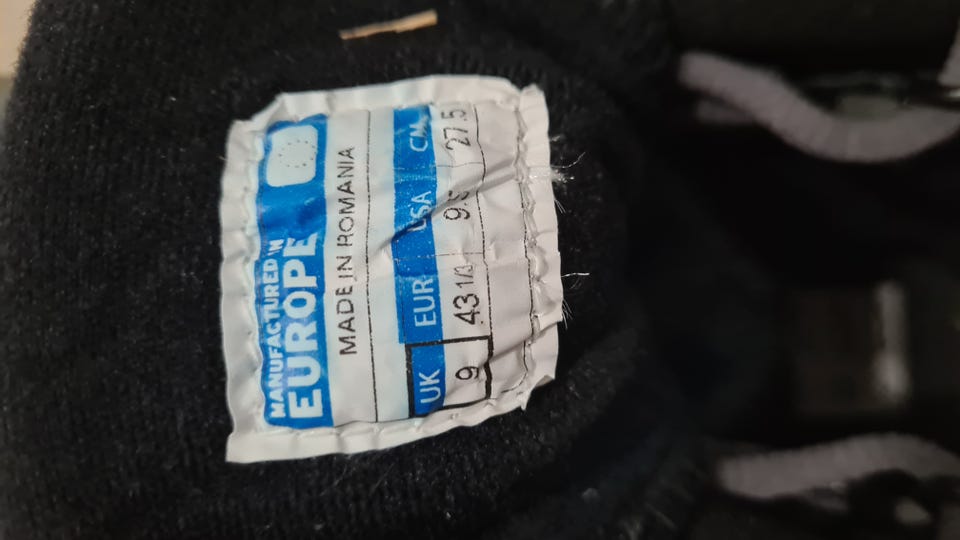 MANUFACTURED IN
EUROPE
MADE IN ROMANIA
UK EUR USA CM
9 43 1/3 9.5 27.5